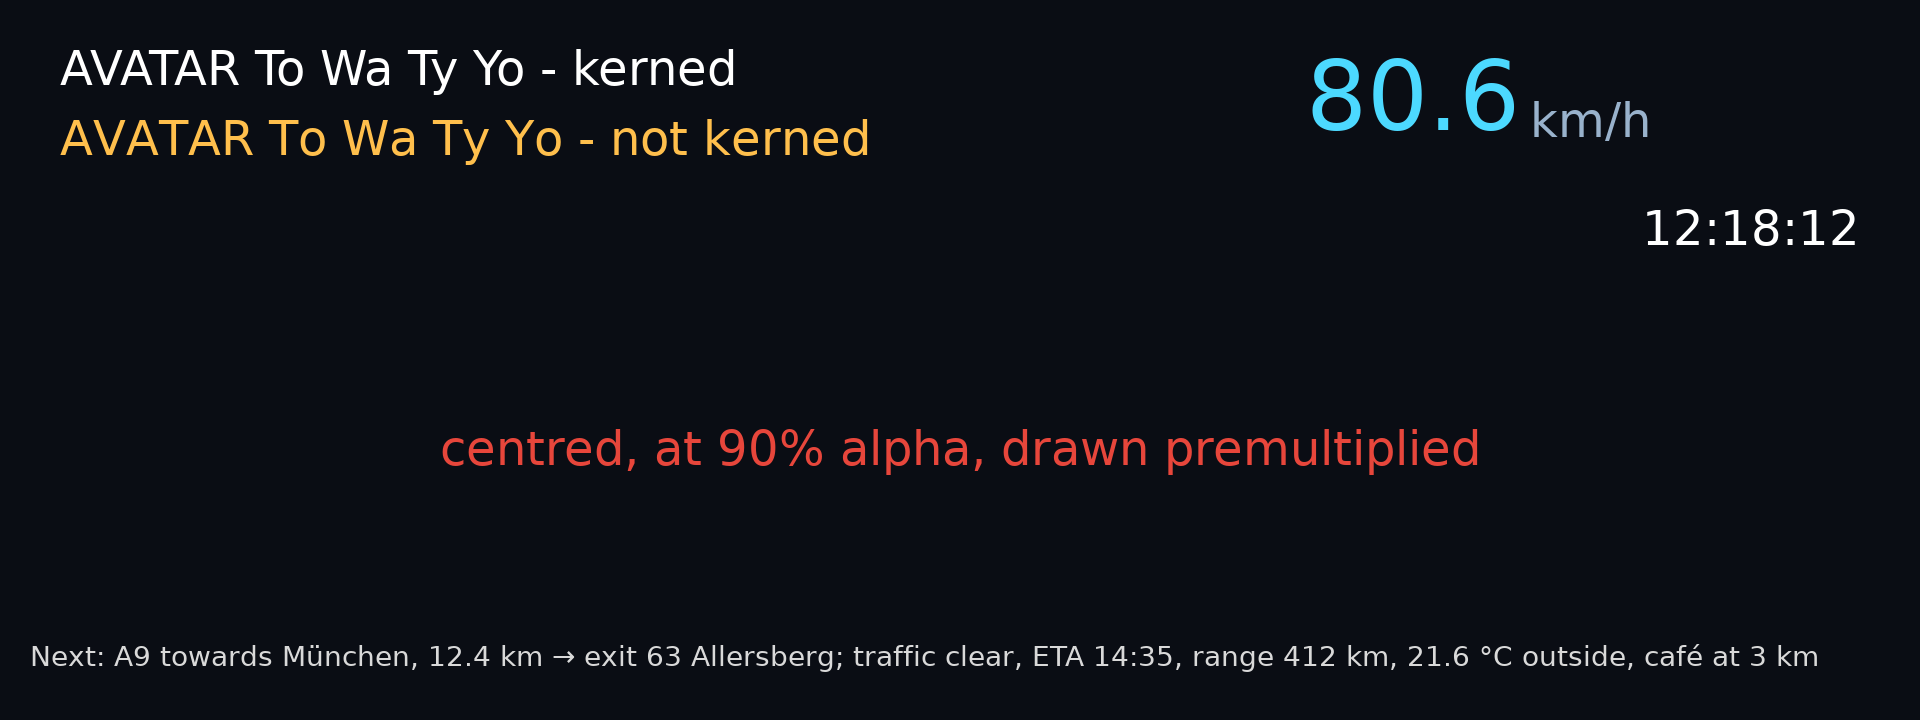 AVATAR To Wa Ty Yo - kerned
80.6 km/h
AVATAR To Wa Ty Yo - not kerned
12:18:12
centred, at 90% alpha, drawn premultiplied
Next: A9 towards München, 12.4 km → exit 63 Allersberg; traffic clear, ETA 14:35, range 412 km, 21.6 °C outside, café at 3 km